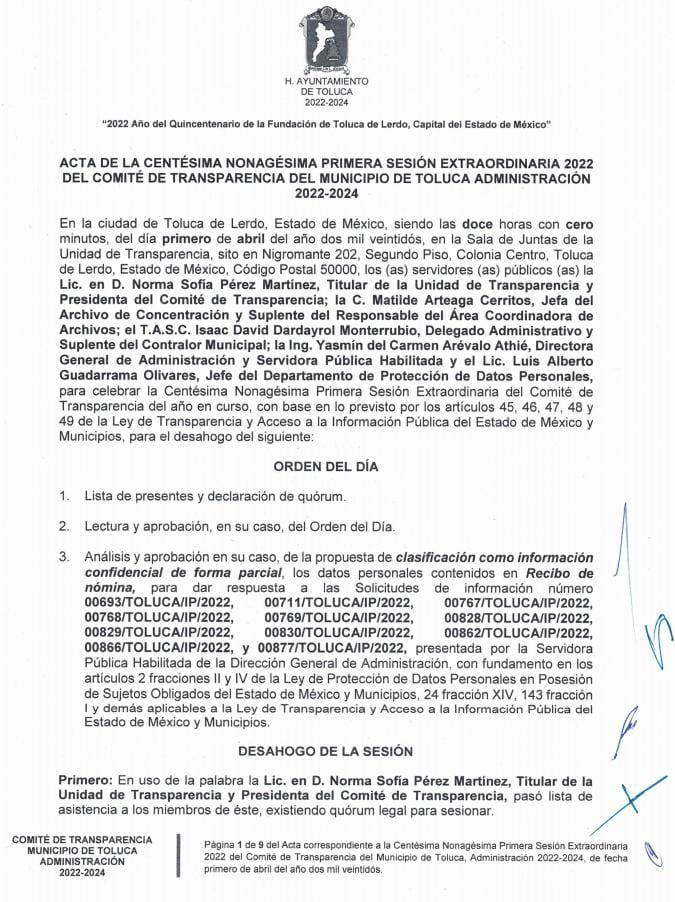 H. AYUNTAMIENTO
DE TOLUCA
2022-2024
"2022 Año del Quincentenario de la Fundación de Toluca de Lerdo, Capital del Estado de México"
ACTA DE LA CENTÉSIMA NONAGÉSIMA PRIMERA SESIÓN EXTRAORDINARIA 2022
DEL COMITÉ DE TRANSPARENCIA DEL MUNICIPIO DE TOLUCA ADMINISTRACIÓN
2022-2024
En la ciudad de Toluca de Lerdo, Estado de México, siendo las doce horas con cero
minutos, del día primero de abril del año dos mil veintidós, en la Sala de Juntas de la
Unidad de Transparencia, sito en Nigromante 202, Segundo Piso, Colonia Centro, Toluca
de Lerdo, Estado de México, Código Postal 50000, los (as) servidores (as) públicos (as) la
Lic. en D. Norma Sofía Pérez Martínez, Titular de la Unidad de Transparencia y
Presidenta del Comité de Transparencia; la C. Matilde Arteaga Cerritos, Jefa del
Archivo de Concentración y Suplente del Responsable del Área Coordinadora de
Archivos; el T.A.S.C. Isaac David Dardayrol Monterrubio, Delegado Administrativo y
Suplente del Contralor Municipal; la Ing. Yasmín del Carmen Arévalo Athié, Directora
General de Administración y Servidora Pública Habilitada y el Lic. Luis Alberto
Guadarrama Olivares, Jefe del Departamento de Protección de Datos Personales,
para celebrar la Centésima Nonagésima Primera Sesión Extraordinaria del Comité de
Transparencia del año en curso, con base en lo previsto por los artículos 45, 46, 47, 48 y
49 de la Ley de Transparencia y Acceso a la Información Pública del Estado de México y
Municipios, para el desahogo del siguiente:
ORDEN DEL DÍA
1. Lista de presentes y declaración de quórum.
2. Lectura y aprobación, en su caso, del Orden del Día.
3. Análisis y aprobación en su caso, de la propuesta de clasificación como información
confidencial de forma parcial, los datos personales contenidos en Recibo de
nómina, para dar respuesta a las Solicitudes de información número
00693/TOLUCA/IP/2022, 00711/TOLUCA/IP/2022, 00767/TOLUCA/IP/2022,
00768/TOLUCA/IP/2022, 00769/TOLUCA/IP/2022, 00828/TOLUCA/IP/2022,
00829/TOLUCA/IP/2022, 00830/TOLUCA/IP/2022, 00862/TOLUCA/IP/2022,
00866/TOLUCA/IP/2022, y 00877/TOLUCA/IP/2022, presentada por la Servidora
Pública Habilitada de la Dirección General de Administración, con fundamento en los
artículos 2 fracciones II y IV de la Ley de Protección de Datos Personales en Posesión
de Sujetos Obligados del Estado de México y Municipios, 24 fracción XIV, 143 fracción
I y demás aplicables a la Ley de Transparencia y Acceso a la Información Pública del
Estado de México y Municipios.
DESAHOGO DE LA SESIÓN
Primero: En uso de la palabra la Lic. en D. Norma Sofía Pérez Martinez, Titular de la
Unidad de Transparencia y Presidenta del Comité de Transparencia, pasó lista de
asistencia a los miembros de éste, existiendo quórum legal para sesionar.
COMITÉ DE TRANSPARENCIA
MUNICIPIO DE TOLUCA
ADMINISTRACIÓN
2022-2024
Página 1 de 9 del Acta correspondiente a la Centésima Nonagésima Primera Sesión Extraordinaria
2022 del Comité de Transparencia del Municipio de Toluca, Administración 2022-2024, de fecha
primero de abril del año dos mil veintidós.